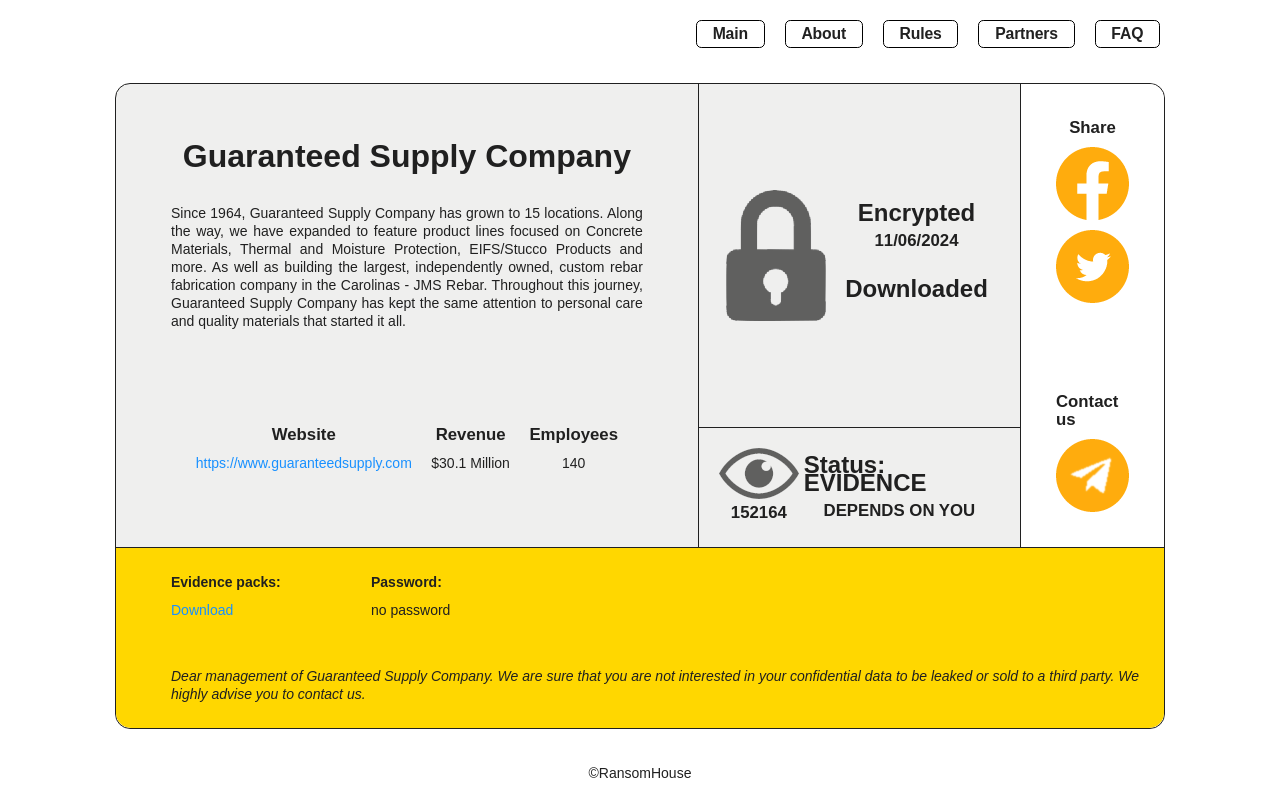 Main
About
Rules
Partners
FAQ
Guaranteed Supply Company
Since 1964, Guaranteed Supply Company has grown to 15 locations. Along
the way, we have expanded to feature product lines focused on Concrete
Materials, Thermal and Moisture Protection, EIFS/Stucco Products and
more. As well as building the largest, independently owned, custom rebar
fabrication company in the Carolinas - JMS Rebar. Throughout this journey,
Guaranteed Supply Company has kept the same attention to personal care
and quality materials that started it all.
Website
Revenue
Employees
https://www.guaranteedsupply.com
$30.1 Million
140
Encrypted
11/06/2024
Downloaded
Status:
EVIDENCE
152164
DEPENDS ON YOU
Share
Contact
us
Evidence packs:
Password:
Download
no password
Dear management of Guaranteed Supply Company. We are sure that you are not interested in your confidential data to be leaked or sold to a third party. We
highly advise you to contact us.
©RansomHouse